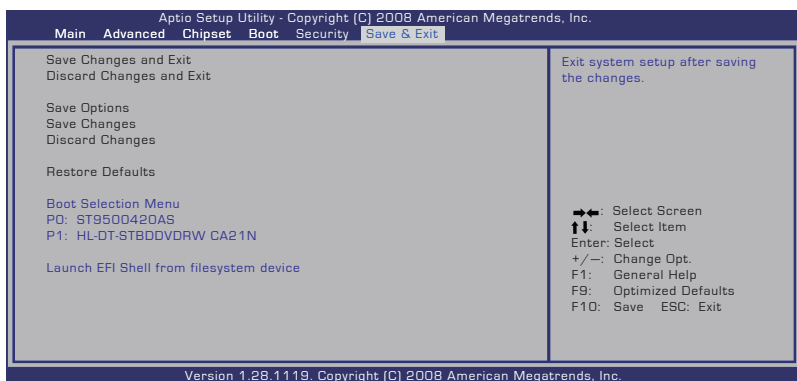 Aptio Setup Utility - Copyright (C) 2008 American Megatrends, Inc.
Main Advanced Chipset Boot Security Save & Exit
Save Changes and Exit
Discard Changes and Exit
Save Options
Save Changes
Discard Changes
Restore Defaults
Boot Selection Menu
P0: ST9500420AS
P1: HL-DT-STBDDVDRW CA21N
Launch EFI Shell from filesystem device
Exit system setup after saving
the changes.
→←: Select Screen
↑↓: Select Item
Enter: Select
+/—: Change Opt.
F1: General Help
F9: Optimized Defaults
F10: Save ESC: Exit
Version 1.28.1119. Copyright (C) 2008 American Megatrends, Inc.